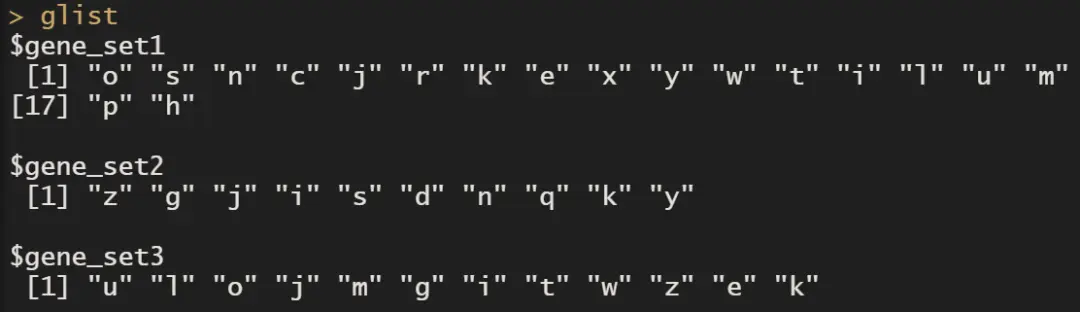 > glist
$gene_set1
[1] "o" "s" "n" "c" "j" "r" "k" "e" "x" "y" "w" "t" "i" "l" "u" "m"
[17] "p" "h"
$gene_set2
[1] "z" "g" "j" "i" "s" "d" "n" "q" "k" "y"
$gene_set3
[1] "u" "l" "o" "j" "m" "g" "i" "t" "w" "z" "e" "k"